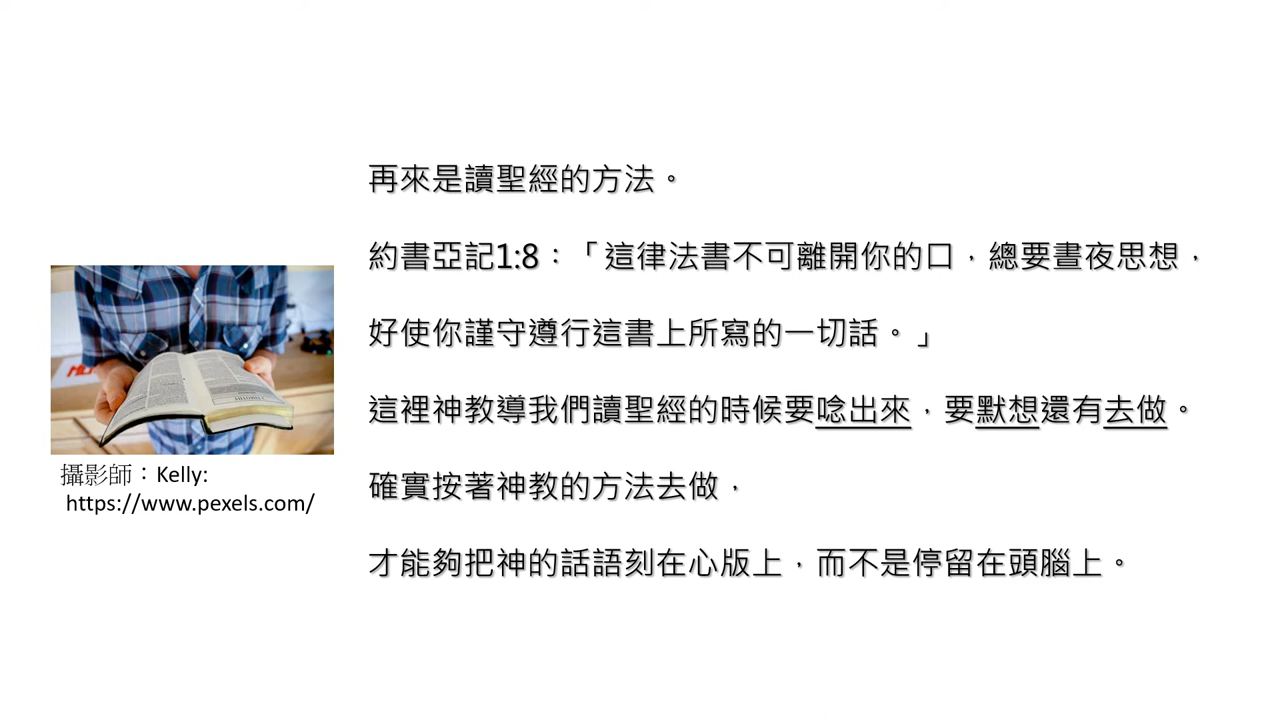 再來是讀聖經的方法。
約書亞記1:8：「這律法書不可離開你的口，總要晝夜思想，
好使你謹守遵行這書上所寫的一切話。」
這裡神教導我們讀聖經的時候要唸出來，要默想還有去做。
確實按著神教的方法去做，
才能夠把神的話語刻在心版上，而不是停留在頭腦上。
攝影師：Kelly:
https://www.pexels.com/